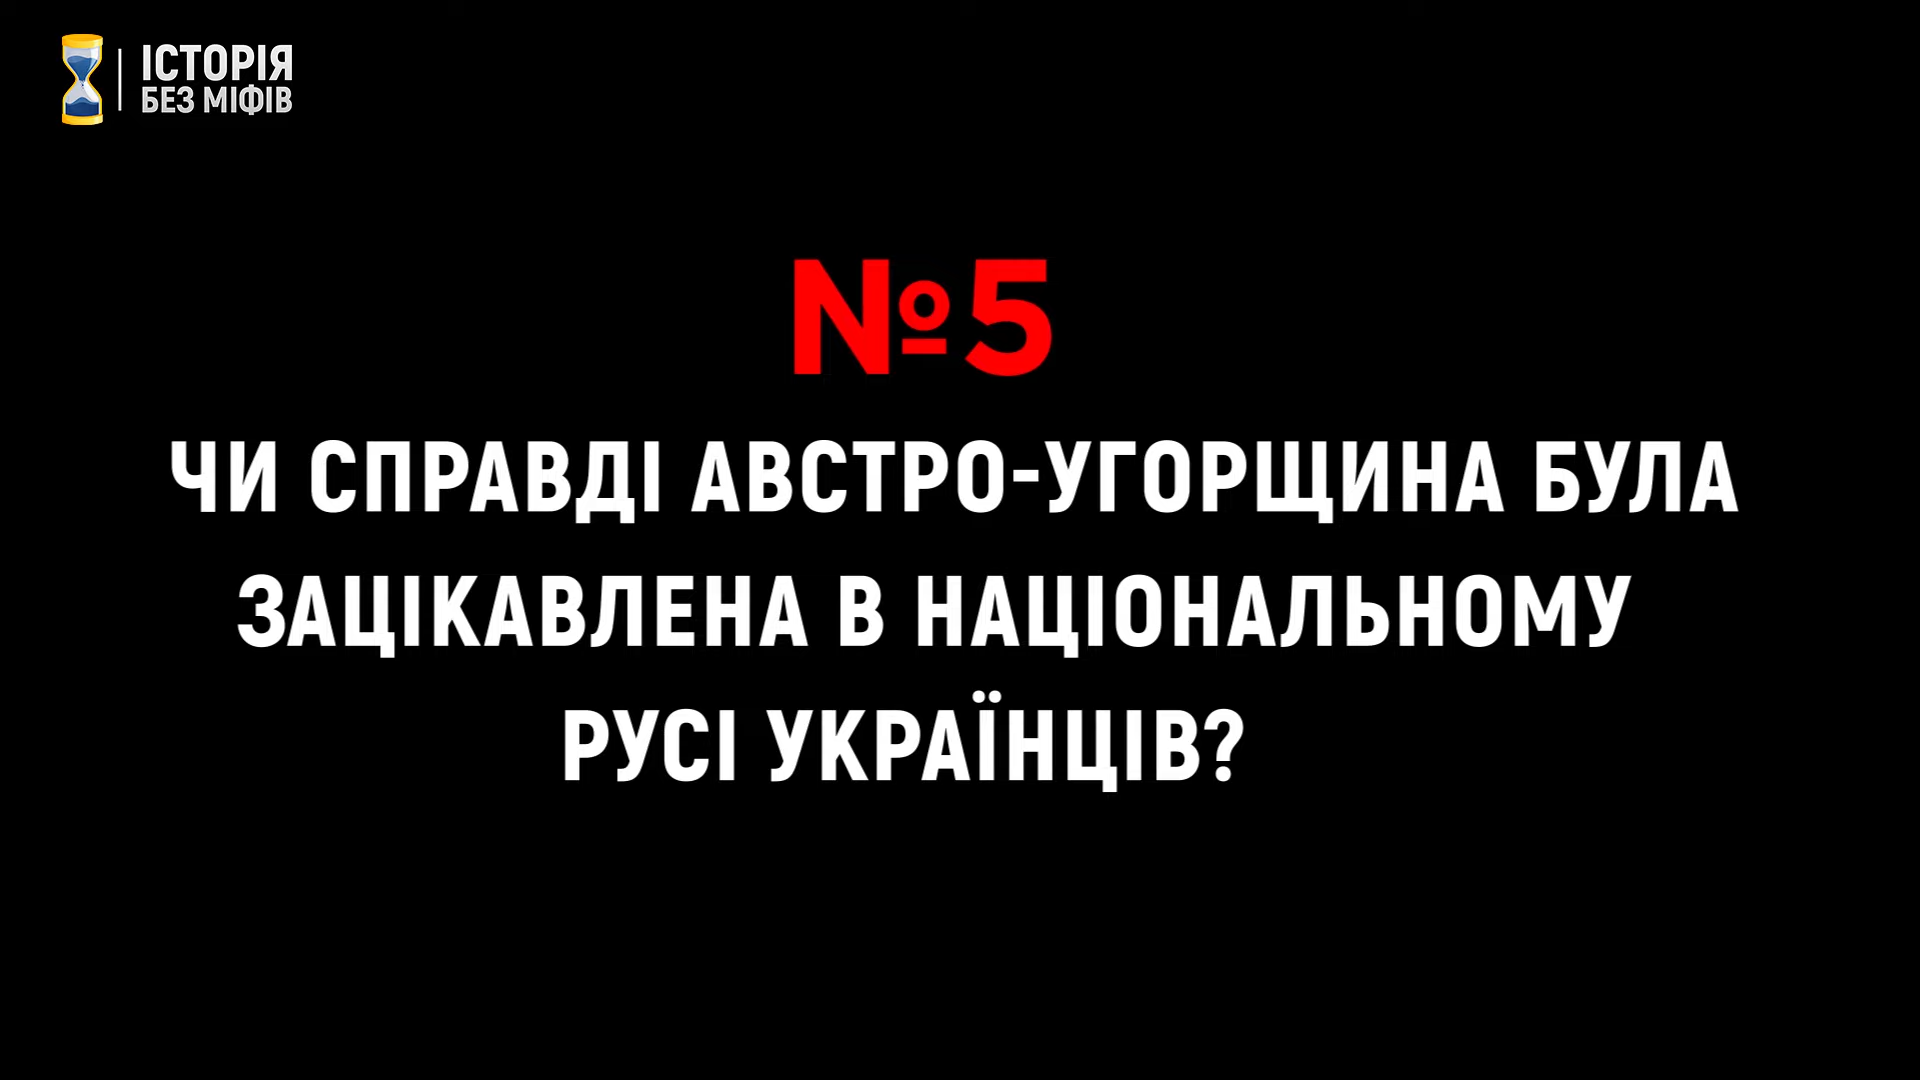 ІСТОРІЯ
БЕЗ МІФІВ
№5
ЧИ СПРАВДІ АВСТРО-УГОРЩИНА БУЛА
ЗАЦІКАВЛЕНА В НАЦІОНАЛЬНОМУ
РУСІ УКРАЇНЦІВ?